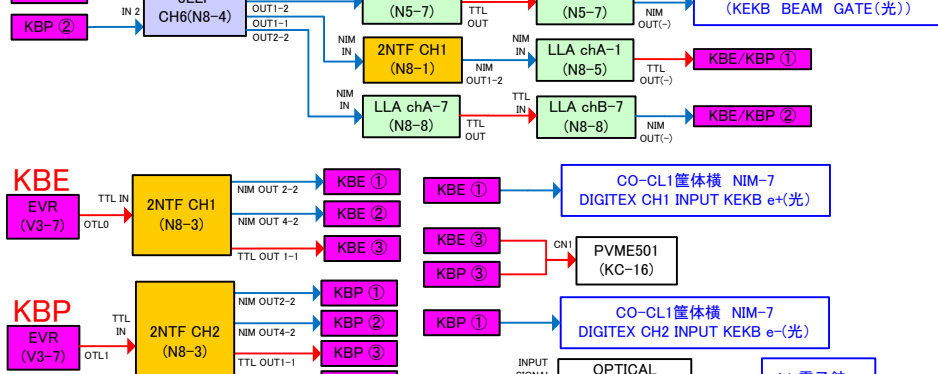 KBP ②
IN 2
CH6(N8-4)
OUT1-2
OUT1-1
OUT2-2
(N5-7)
TTL
OUT
(N5-7)
NIM
OUT(-)
(KEKB BEAM GATE(光))
NIM
IN
2NTF CH1
(N8-1)
NIM
OUT1-2
NIM
IN
LLA chA-1
(N8-5)
TTL
OUT(-)
KBE/KBP ①
NIM
IN
LLA chA-7
(N8-8)
TTL
OUT
TTL
IN
LLA chB-7
(N8-8)
NIM
OUT(-)
KBE/KBP ②
KBE
EVR
(V3-7)
TTL IN
OTL0
2NTF CH1
(N8-3)
NIM OUT 2-2
KBE ①
NIM OUT 4-2
KBE ②
TTL OUT 1-1
KBE ③
KBE ①
CO-CL1筐体横 NIM-7
DIGITEX CH1 INPUT KEKB e+(光)
KBE ③
KBP ③
CN1
PVME501
(KC-16)
KBP
EVR
(V3-7)
TTL
IN
OTL1
2NTF CH2
(N8-3)
NIM OUT2-2
KBP ①
NIM OUT4-2
KBP ②
TTL OUT1-1
KBP ③
KBP ①
CO-CL1筐体横 NIM-7
DIGITEX CH2 INPUT KEKB e-(光)
INPUT
OPTICAL